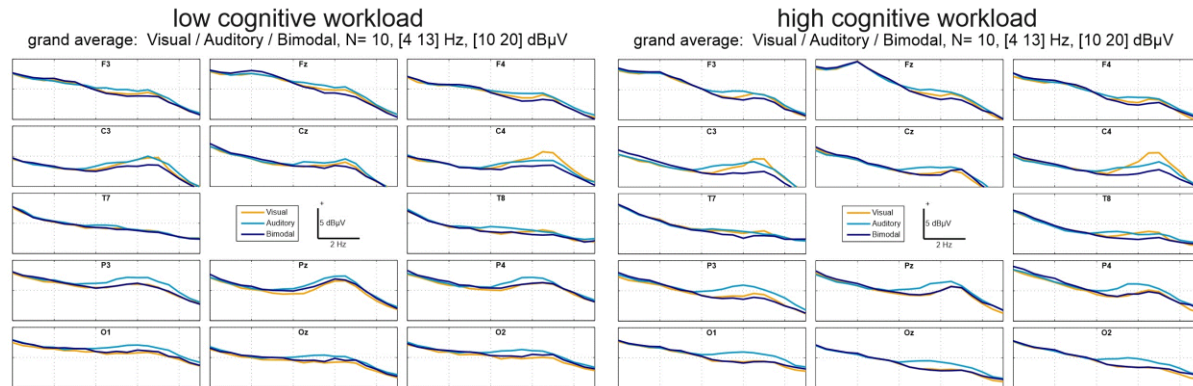 low cognitive workload
grand average: Visual / Auditory / Bimodal, N= 10, [4 13] Hz, [10 20] dBµV
F3
Fz
F4
C3
Cz
C4
T7
Visual
Auditory
Bimodal
+
5 dBµV
2 Hz
T8
P3
Pz
P4
O1
Oz
O2
high cognitive workload
grand average: Visual / Auditory / Bimodal, N= 10, [4 13] Hz, [10 20] dBµV
F3
Fz
F4
C3
Cz
C4
T7
Visual
Auditory
Bimodal
+
5 dBµV
2 Hz
T8
P3
Pz
P4
O1
Oz
O2